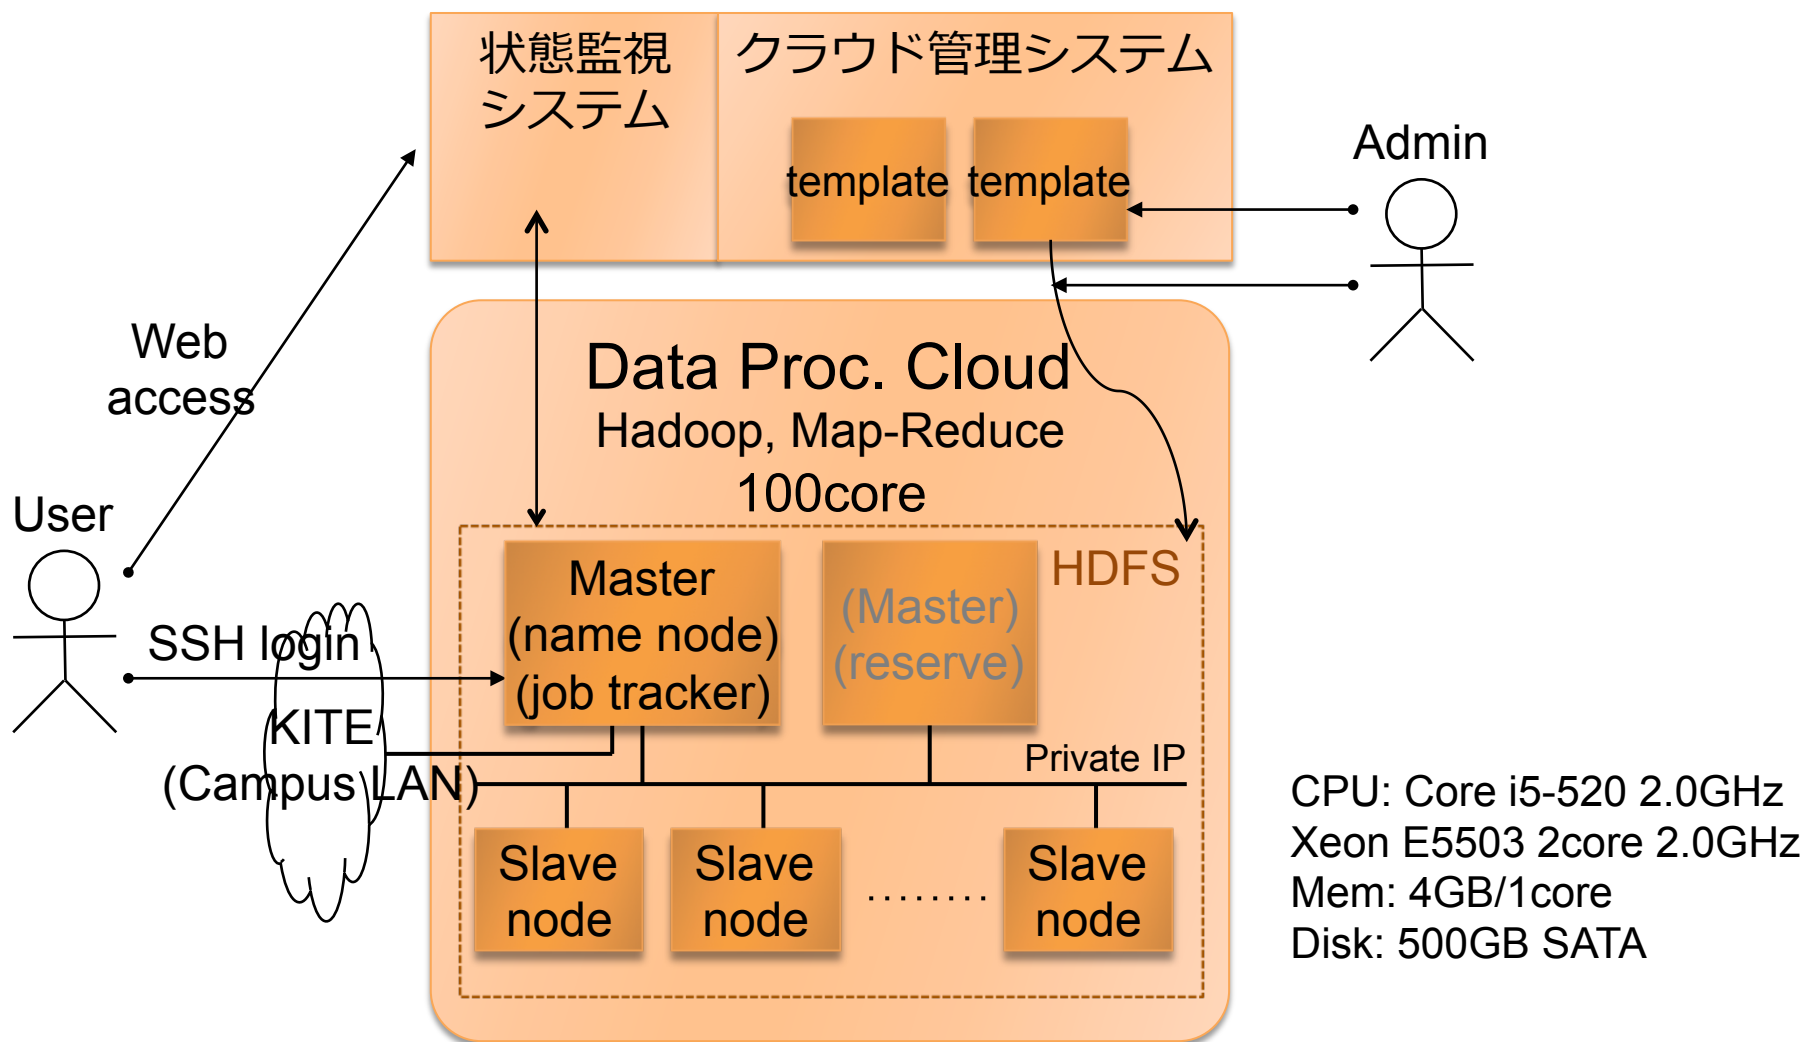 状態監視
システム
クラウド管理システム
template
template
Admin
Web
access
Data Proc. Cloud
Hadoop, Map-Reduce
100core
User
HDFS
Master
(name node)
(job tracker)
(Master)
(reserve)
SSH login
KITE
(Campus LAN)
Private IP
Slave
node
Slave
node
........
Slave
node
CPU: Core i5-520 2.0GHz
Xeon E5503 2core 2.0GHz
Mem: 4GB/1core
Disk: 500GB SATA